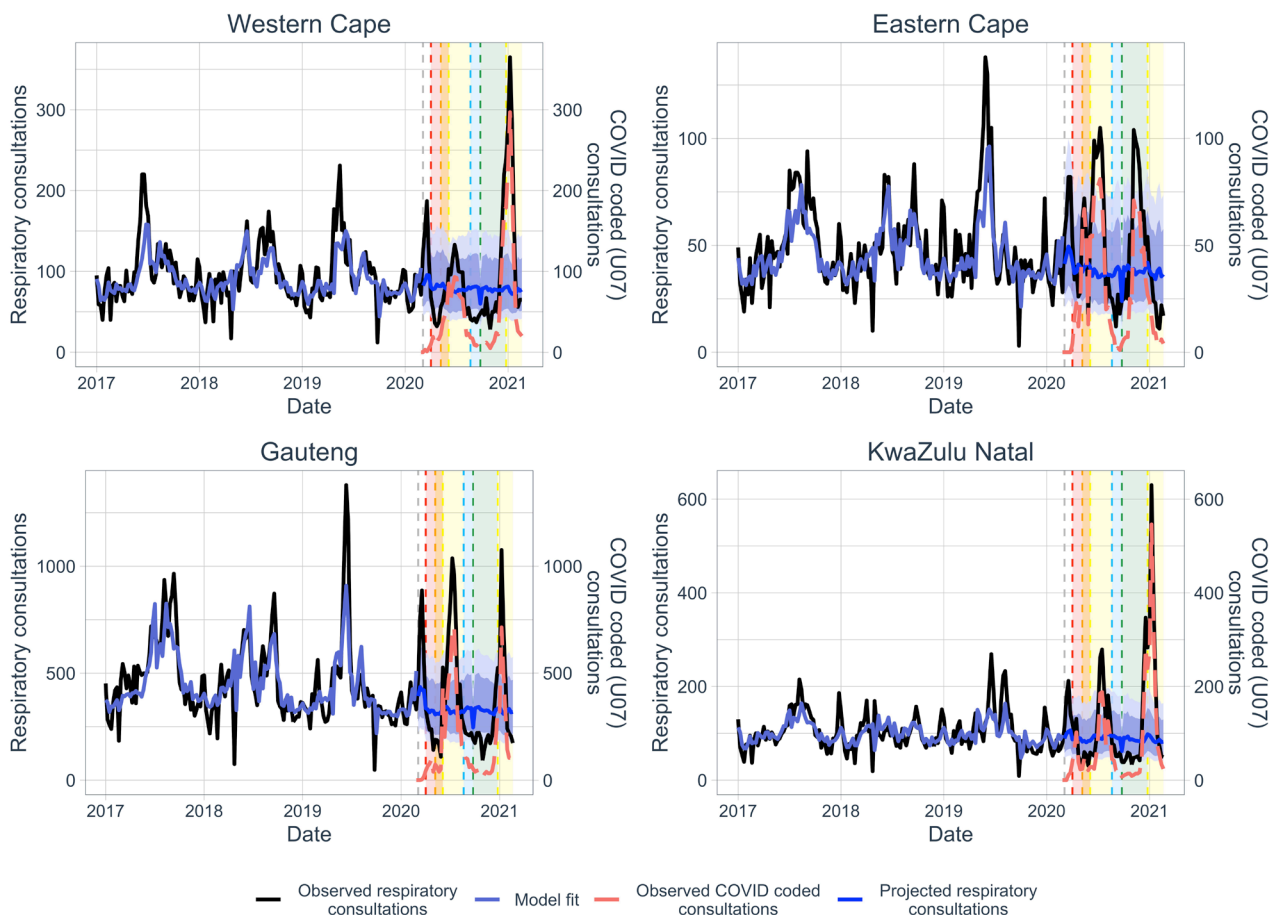 Western Cape
Eastern Cape
Respiratory consultations
300
200
100
0
300
200
100
0
COVID coded (U07)
consultations
2017
2018
2019
2020
2021
Date
Respiratory consultations
100
50
0
100
50
0
COVID coded (U07)
consultations
2017
2018
2019
2020
2021
Date
Gauteng
KwaZulu Natal
Respiratory consultations
1000
500
0
1000
500
0
COVID coded (U07)
consultations
2017
2018
2019
2020
2021
Date
Respiratory consultations
600
400
200
0
600
400
200
0
COVID coded (U07)
consultations
2017
2018
2019
2020
2021
Date
Observed respiratory
consultations
Model fit
Observed COVID coded
consultations
Projected respiratory
consultations